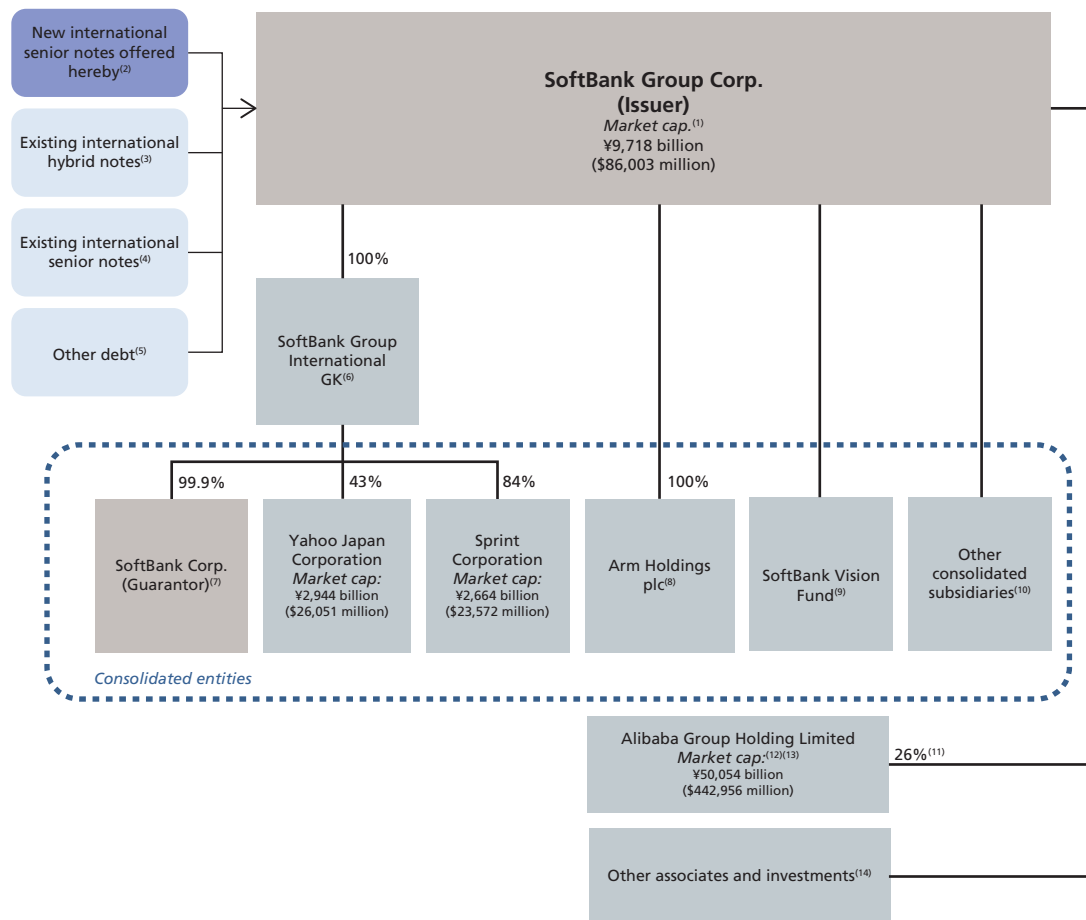 New international
senior notes offered
hereby(2)
Existing international
hybrid notes(3)
Existing international
senior notes(4)
Other debt(5)
SoftBank Group Corp.
(Issuer)
Market cap.(1)
¥9,718 billion
($86,003 million)
100%
SoftBank Group
International
GK(6)
99.9%
43%
84%
100%
SoftBank Corp.
(Guarantor)(7)
Yahoo Japan
Corporation
Market cap:
¥2,944 billion
($26,051 million)
Sprint
Corporation
Market cap:
¥2,664 billion
($23,572 million)
Arm Holdings
plc(8)
SoftBank Vision
Fund(9)
Other
consolidated
subsidiaries(10)
Consolidated entities
Alibaba Group Holding Limited
Market cap:(12)(13)
¥50,054 billion
($442,956 million)
26%(11)
Other associates and investments(14)